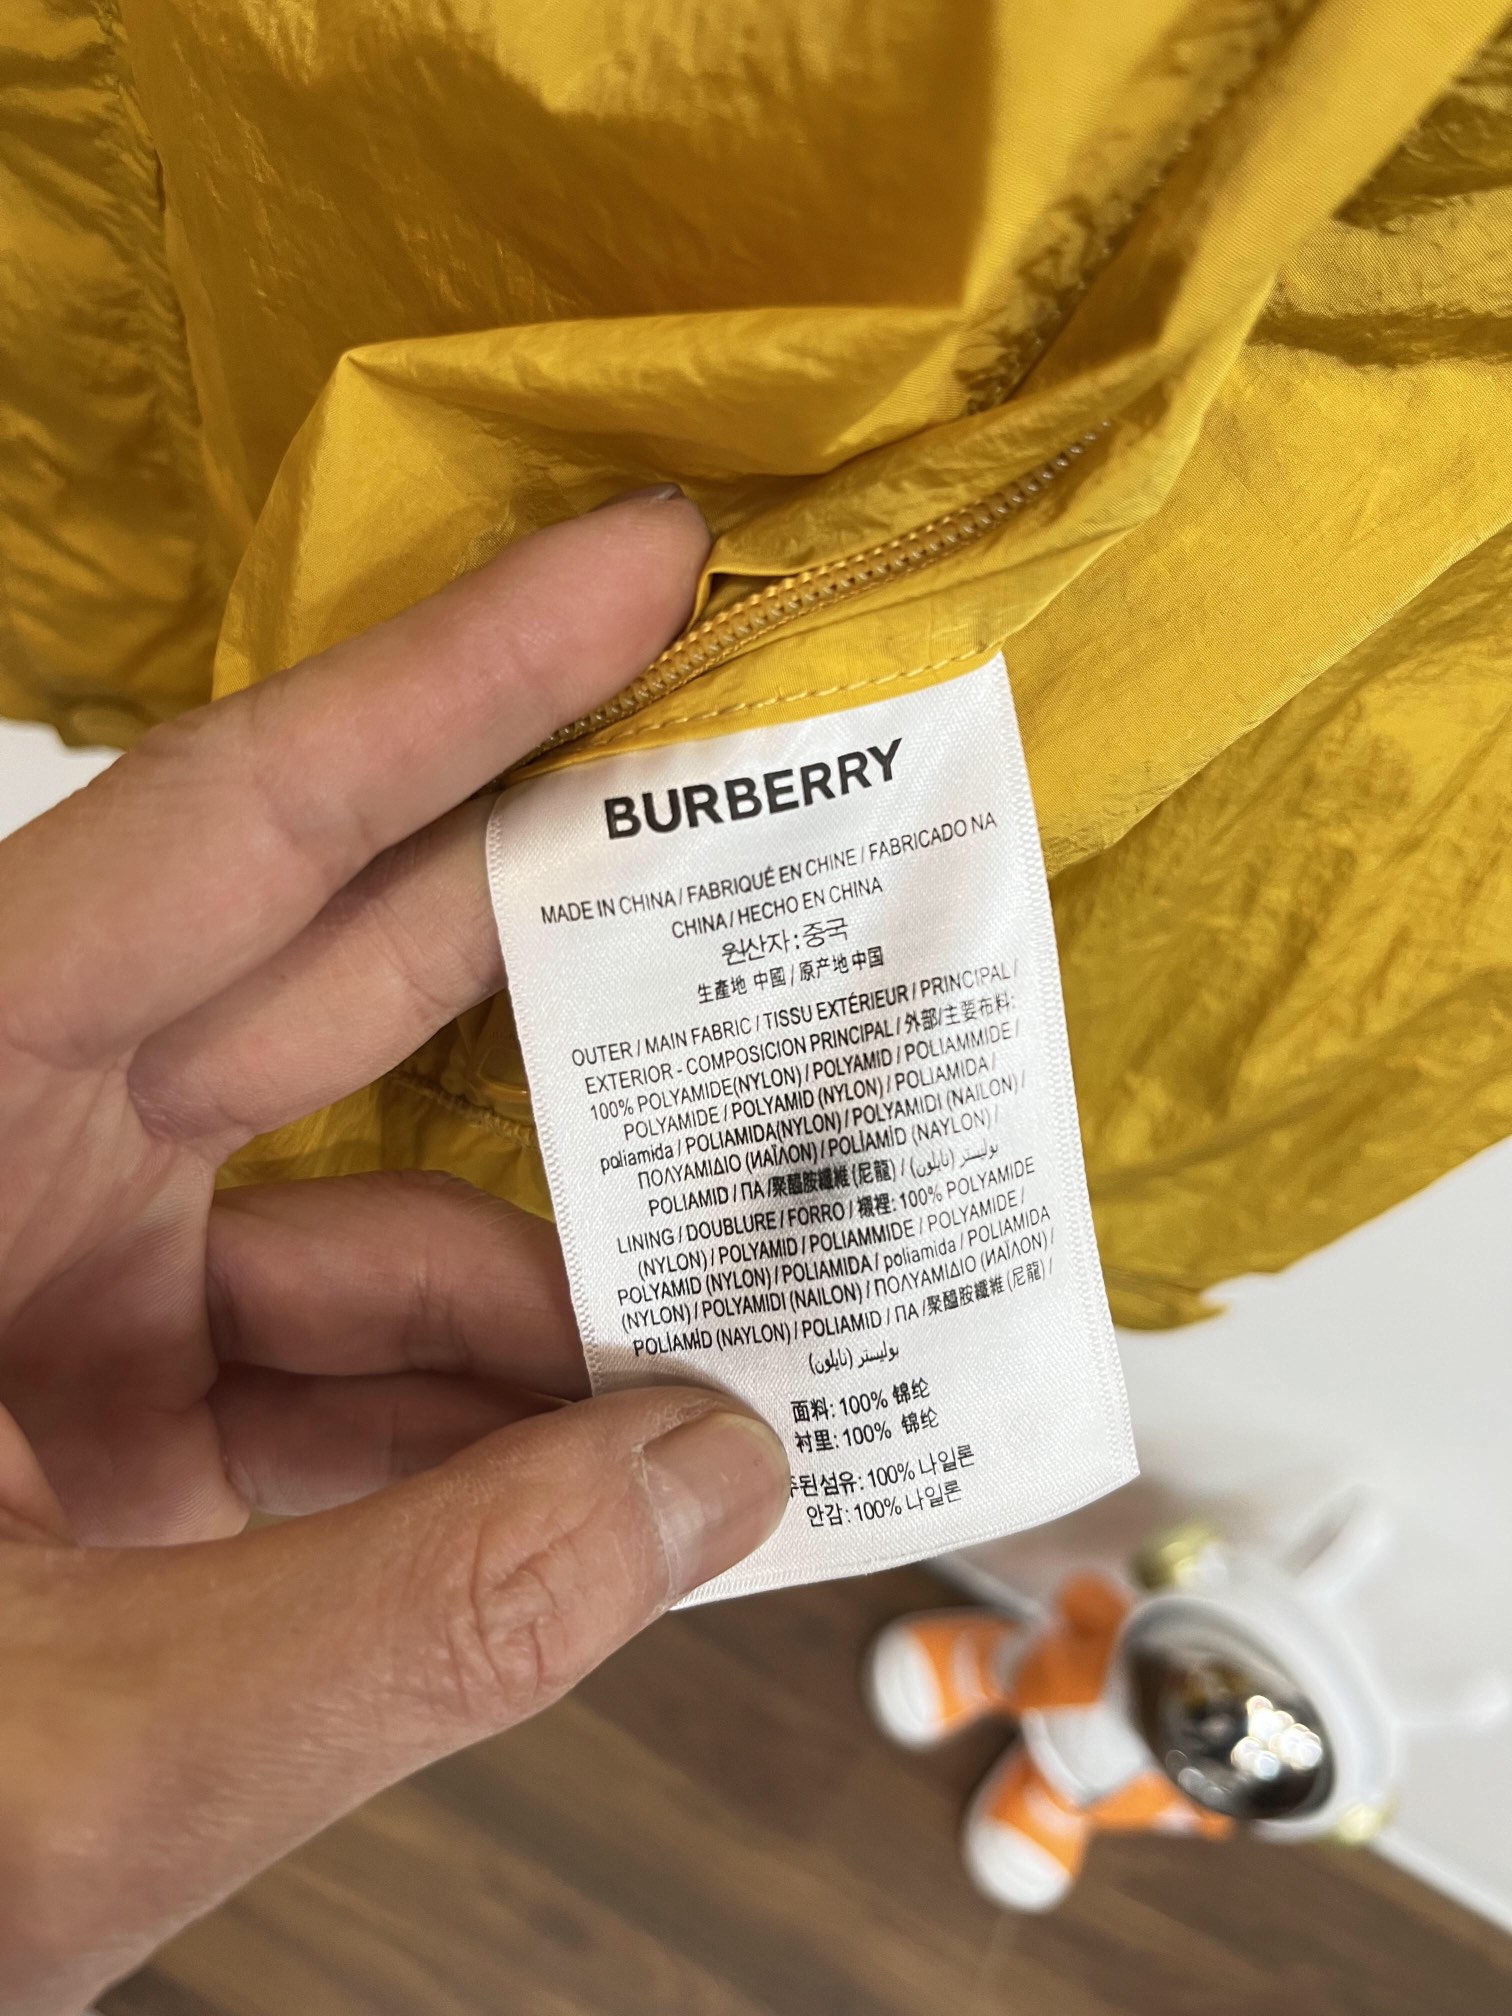 BURBERRY
MADE IN CHINA / FABRIQUÉ EN CHINE / FABRICADO NA
CHINA / HECHO EN CHINA
원산자 : 중국
生產地 中國 / 原产地 中国
OUTER / MAIN FABRIC / TISSU EXTÉRIEUR / PRINCIPAL /
EXTERIOR - COMPOSICION PRINCIPAL / 外部/主要布料:
100% POLYAMIDE(NYLON) / POLYAMID / POLIAMMIDE /
POLYAMIDE / POLYAMID (NYLON) / POLIAMIDA /
poliamida / POLIAMIDA(NYLON) / POLYAMIDI (NAILON) /
ΠΟΛΥΑΜΙΔΙΟ (ΝΑΪΛΟΝ) / POLİAMİD (NAYLON) /
POLIAMID / ПА /聚醯胺纖維 (尼龍) / بوليستر (نايلون)
LINING / DOUBLURE / FORRO / 襯裡: 100% POLYAMIDE
(NYLON) / POLYAMID / POLIAMMIDE / POLYAMIDE /
POLYAMID (NYLON) / POLIAMIDA / poliamida / POLIAMIDA
(NYLON) / POLYAMIDI (NAILON) / ΠΟΛΥΑΜΙΔΙΟ (ИАΪΛΟΝ) /
POLİAMİD (NAYLON) / POLIAMID / ПА /聚醯胺纖維 (尼龍) /
بوليستر (نايلون)
面料: 100% 锦纶
衬里: 100% 锦纶
된섬유: 100% 나일론
안감: 100% 나일론